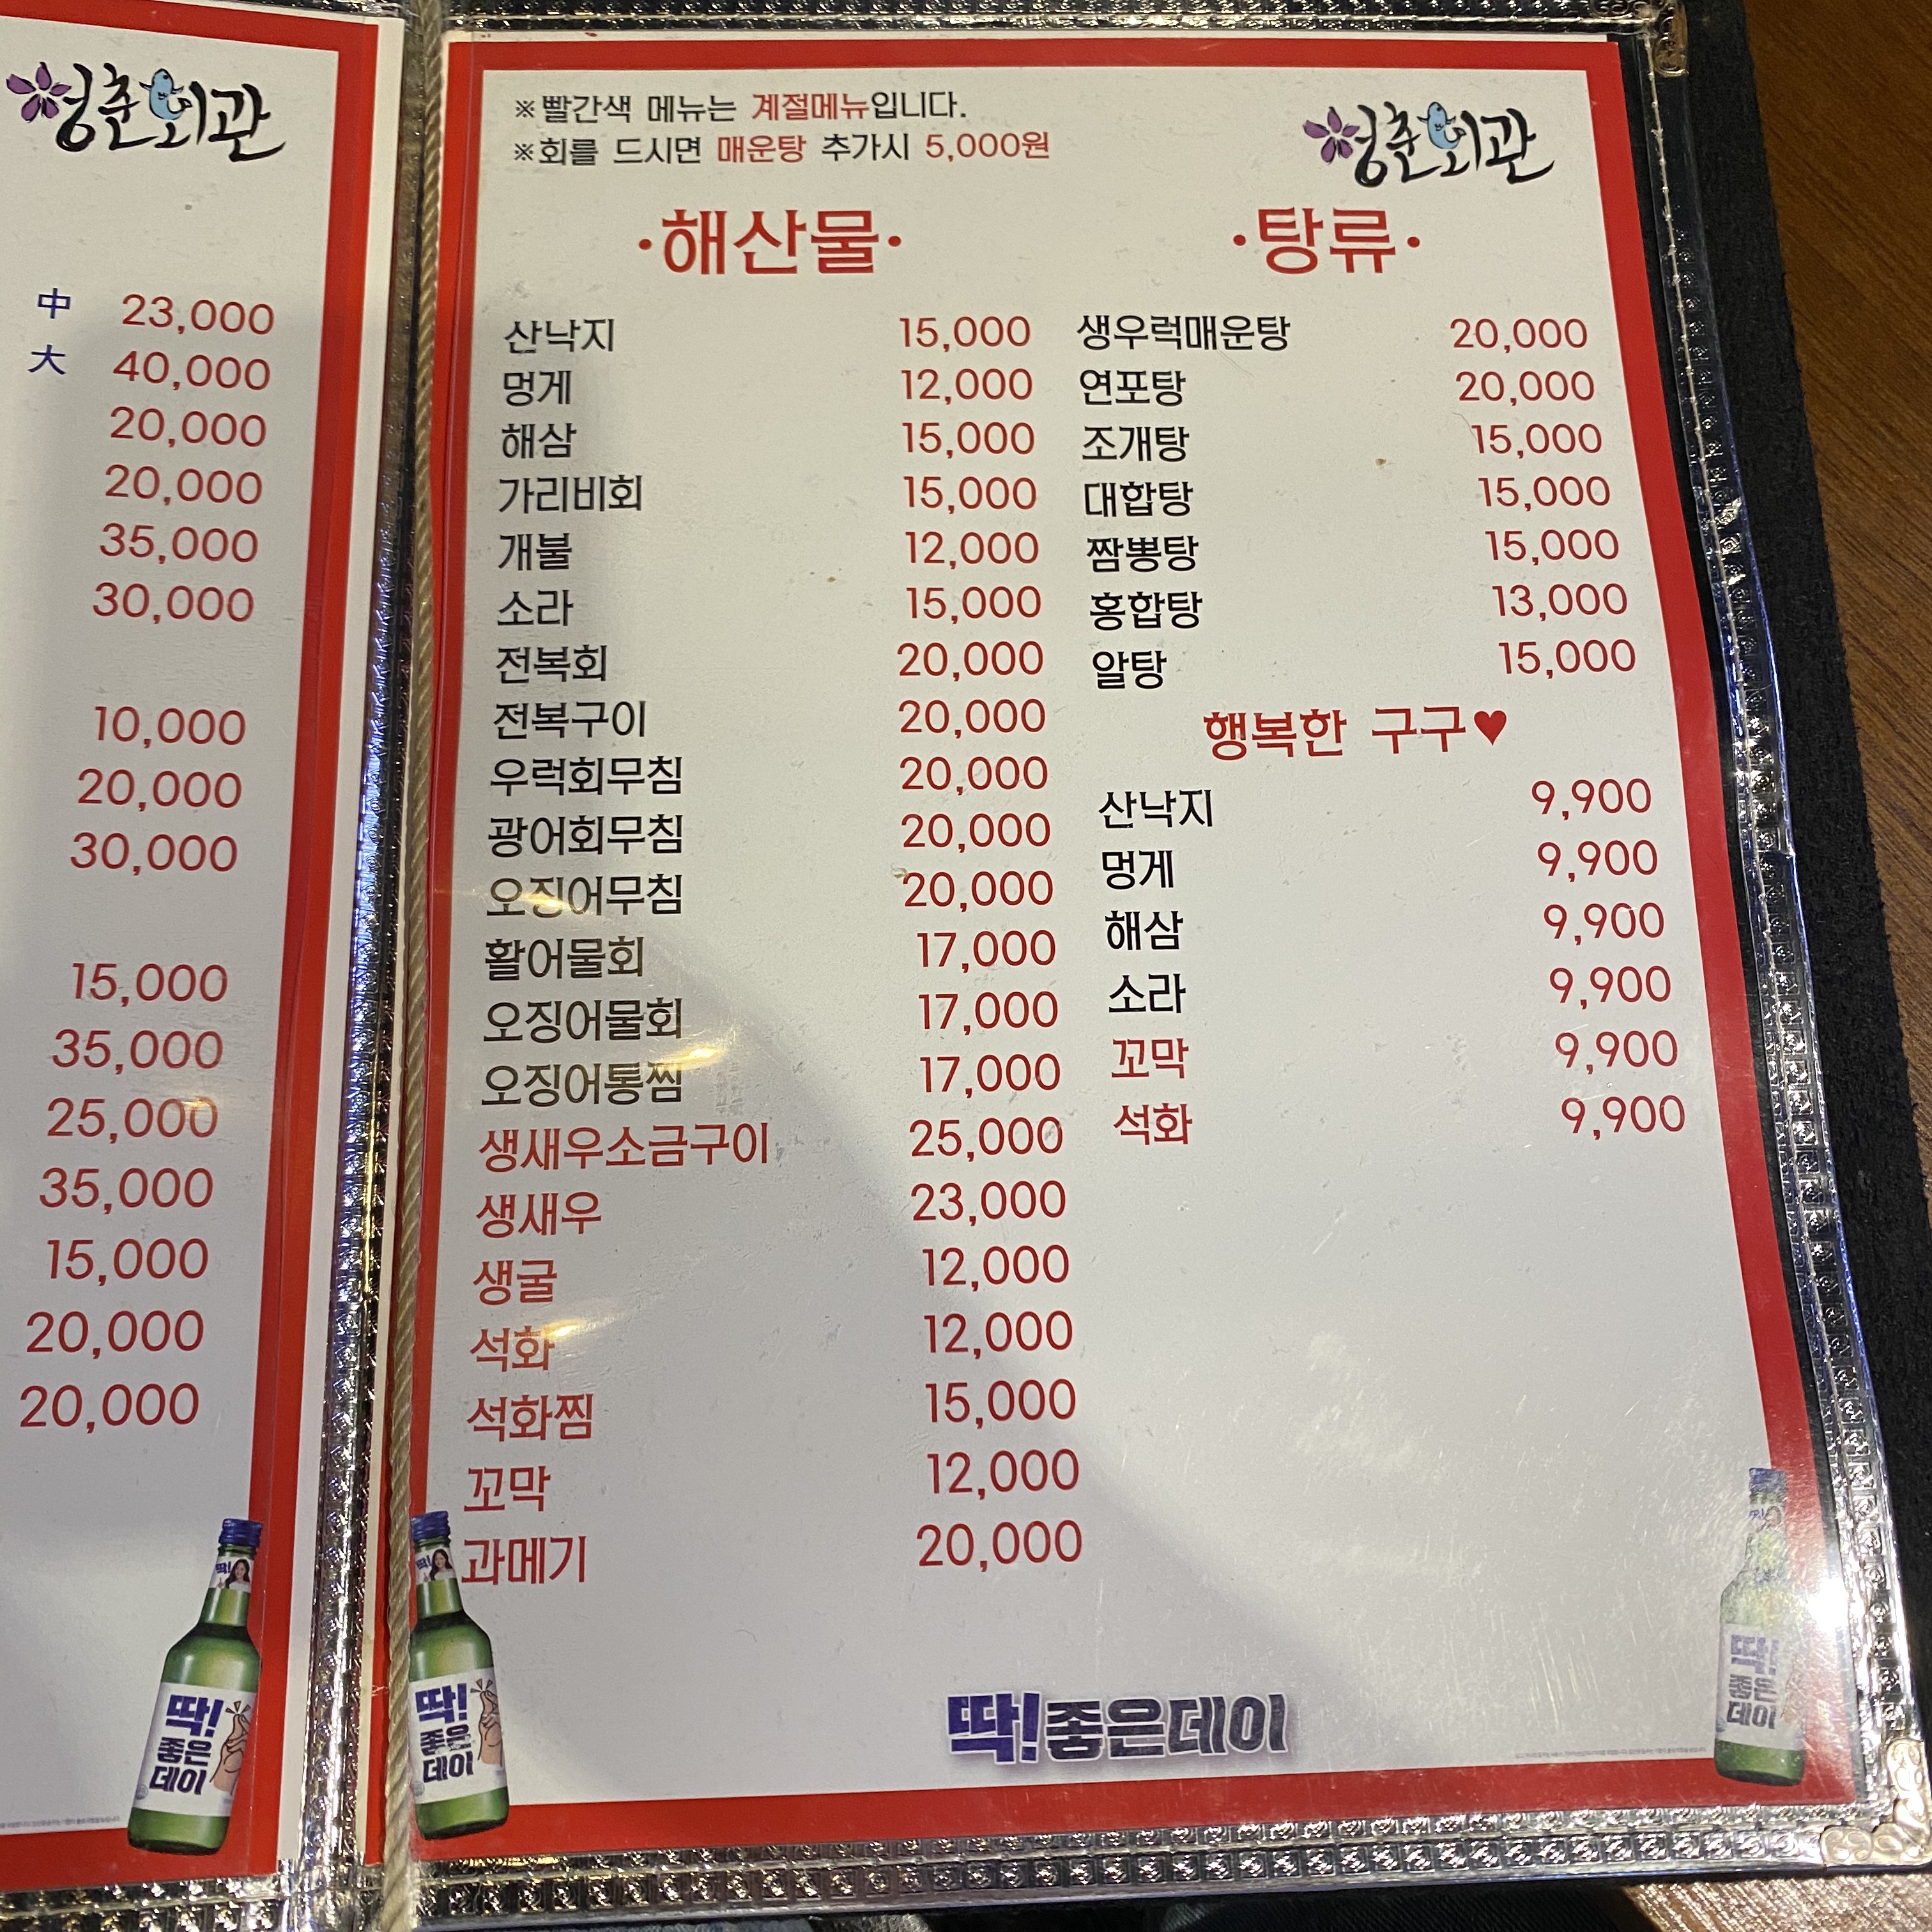 청춘회관
中 23,000
大 40,000
20,000
20,000
35,000
30,000
10,000
20,000
30,000
15,000
35,000
25,000
35,000
15,000
20,000
20,000
딱!
딱!
좋은
데이
※빨간색 메뉴는 계절메뉴입니다.
※회를 드시면 매운탕 추가시 5,000원
청춘회관
·해산물·
산낙지 15,000
멍게 12,000
해삼 15,000
가리비회 15,000
개불 12,000
소라 15,000
전복회 20,000
전복구이 20,000
우럭회무침 20,000
광어회무침 20,000
오징어무침 20,000
활어물회 17,000
오징어물회 17,000
오징어통찜 17,000
생새우소금구이 25,000
생새우 23,000
생굴 12,000
석화 12,000
석화찜 15,000
꼬막 12,000
과메기 20,000
·탕류·
생우럭매운탕 20,000
연포탕 20,000
조개탕 15,000
대합탕 15,000
짬뽕탕 15,000
홍합탕 13,000
알탕 15,000
행복한 구구♥
산낙지 9,900
멍게 9,900
해삼 9,900
소라 9,900
꼬막 9,900
석화 9,900
딱!
딱!
좋은
데이
딱!좋은데이
딱!
좋은
데이